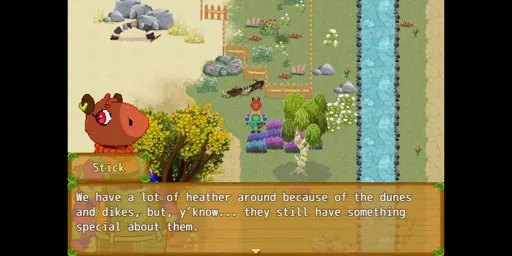 Stick
We have a lot of heather around because of the dunes
and dikes, but, y'know... they still have something
special about them.